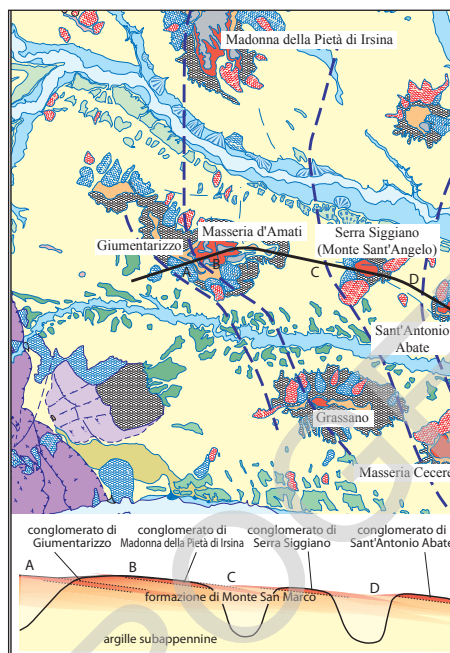 Madonna della Pietà di Irsina
Masseria d'Amati
Giumentarizzo
Serra Siggiano
(Monte Sant'Angelo)
A
B
C
D
Sant'Antonio
Abate
Grassano
Masseria Cecere
conglomerato di
Giumentarizzo
conglomerato di
Madonna della Pietà di Irsina
conglomerato di
Serra Siggiano
conglomerato di
Sant'Antonio Abate
A
B
C
D
formazione di Monte San Marco
argille subappennine